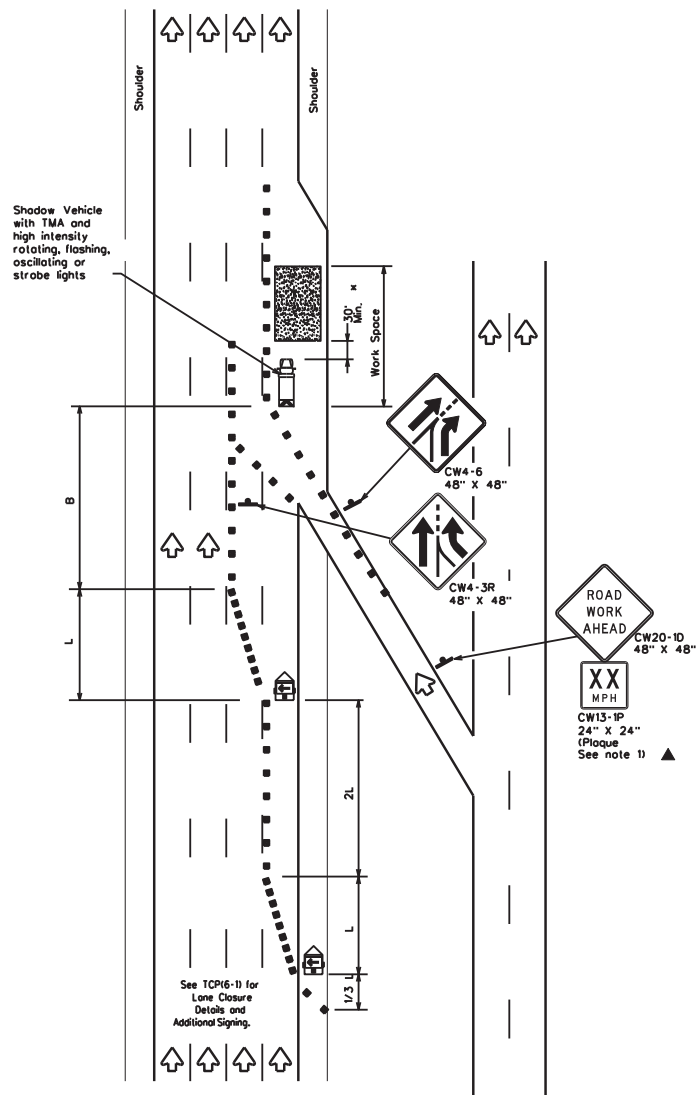 Shoulder
Shoulder
Shadow Vehicle
with TMA and
high intensity
rotating, flashing,
oscillating or
strobe lights
x
30'
Min.
Work Space
CW4-6
48" X 48"
B
CW4-3R
48" X 48"
ROAD
WORK
AHEAD
CW20-1D
48" X 48"
XX
MPH
CW13-1P
24" X 24"
(Plaque
See note 1)
L
2L
L
1/3 L
See TCP(6-1) for
Lane Closure
Details and
Additional Signing.